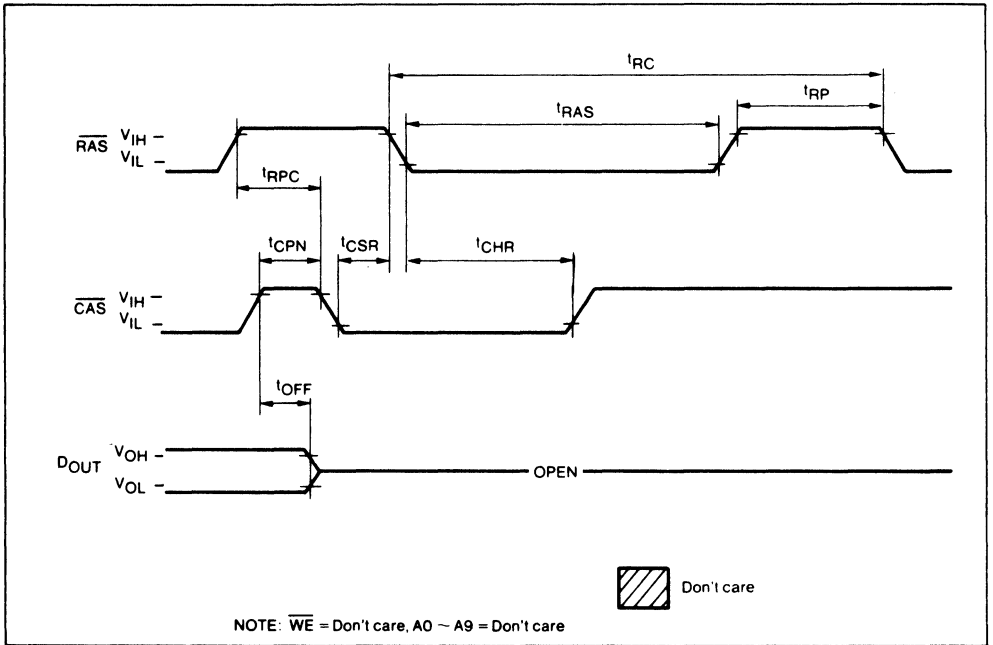 tRC
tRP
tRAS
RAS
VIH
VIL
tRPC
tCPN
tCSR
tCHR
CAS
VIH
VIL
tOFF
DOUT
VOH
VOL
OPEN
Don't care
NOTE: WE = Don't care, A0 ~ A9 = Don't care